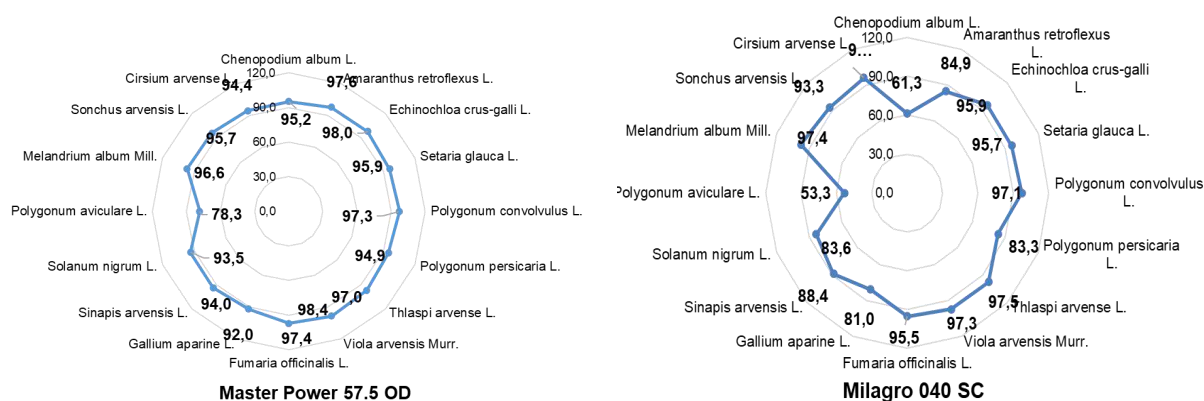 Chenopodium album L.
120,0
97,6
Amaranthus retroflexus L.
Cirsium arvense L.
94,4
90,0
95,2
98,0
Echinochloa crus-galli L.
Sonchus arvensis L.
95,7
60,0
95,9
Setaria glauca L.
Melandrium album Mill.
96,6
30,0
Polygonum aviculare L.
78,3
0,0
97,3
Polygonum convolvulus L.
93,5
94,9
Solanum nigrum L.
Polygonum persicaria L.
94,0
97,0
Sinapis arvensis L.
Thlaspi arvense L.
92,0
98,4
Gallium aparine L.
97,4
Viola arvensis Murr.
Fumaria officinalis L.
Master Power 57.5 OD
Chenopodium album L.
120,0
Amaranthus retroflexus
L.
Cirsium arvense L.
9…
84,9
Echinochloa crus-galli
L.
Sonchus arvensis L.
93,3
90,0
61,3
95,9
Setaria glauca L.
Melandrium album Mill.
97,4
60,0
95,7
30,0
Polygonum aviculare L.
53,3
0,0
97,1
Polygonum convolvulus
L.
83,6
83,3
Solanum nigrum L.
Polygonum persicaria
L.
88,4
97,5
Sinapis arvensis L.
Thlaspi arvense L.
81,0
97,3
Gallium aparine L.
95,5
Viola arvensis Murr.
Fumaria officinalis L.
Milagro 040 SC